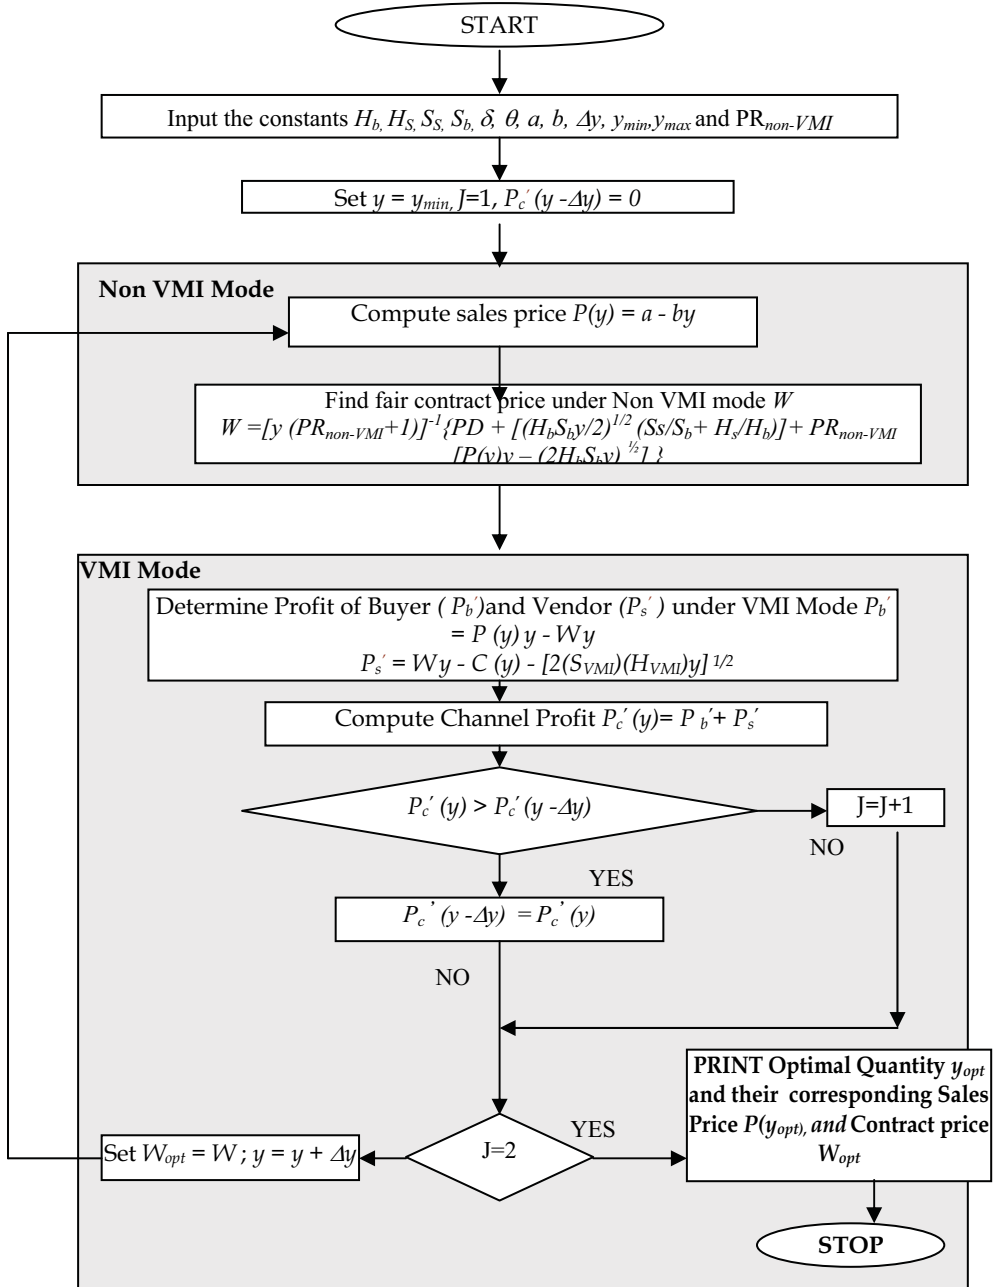 START
Input the constants H_b, H_S, S_S, S_b, δ, θ, a, b, Δy, y_min, y_max and PR_non-VMI
Set y = y_min, J=1, P_c′ (y -Δy) = 0
Non VMI Mode
Compute sales price P(y) = a - by
Find fair contract price under Non VMI mode W
W =[y (PR_non-VMI+1)]^-1{PD + [(H_bS_by/2)^1/2 (Ss/S_b+ H_s/H_b)]+ PR_non-VMI
[P(y)y – (2H_bS_by) ^½] }
VMI Mode
Determine Profit of Buyer ( P_b′)and Vendor (P_s′ ) under VMI Mode P_b′
= P (y) y - Wy
P_s′ = Wy - C (y) - [2(S_VMI)(H_VMI)y] ^1/2
Compute Channel Profit P_c′ (y)= P_b′+ P_s′
P_c′ (y) > P_c′ (y -Δy)
J=J+1
NO
YES
P_c’ (y -Δy) = P_c’ (y)
NO
PRINT Optimal Quantity y_opt
and their corresponding Sales
Price P(y_opt), and Contract price
W_opt
YES
J=2
Set W_opt = W ; y = y + Δy
STOP